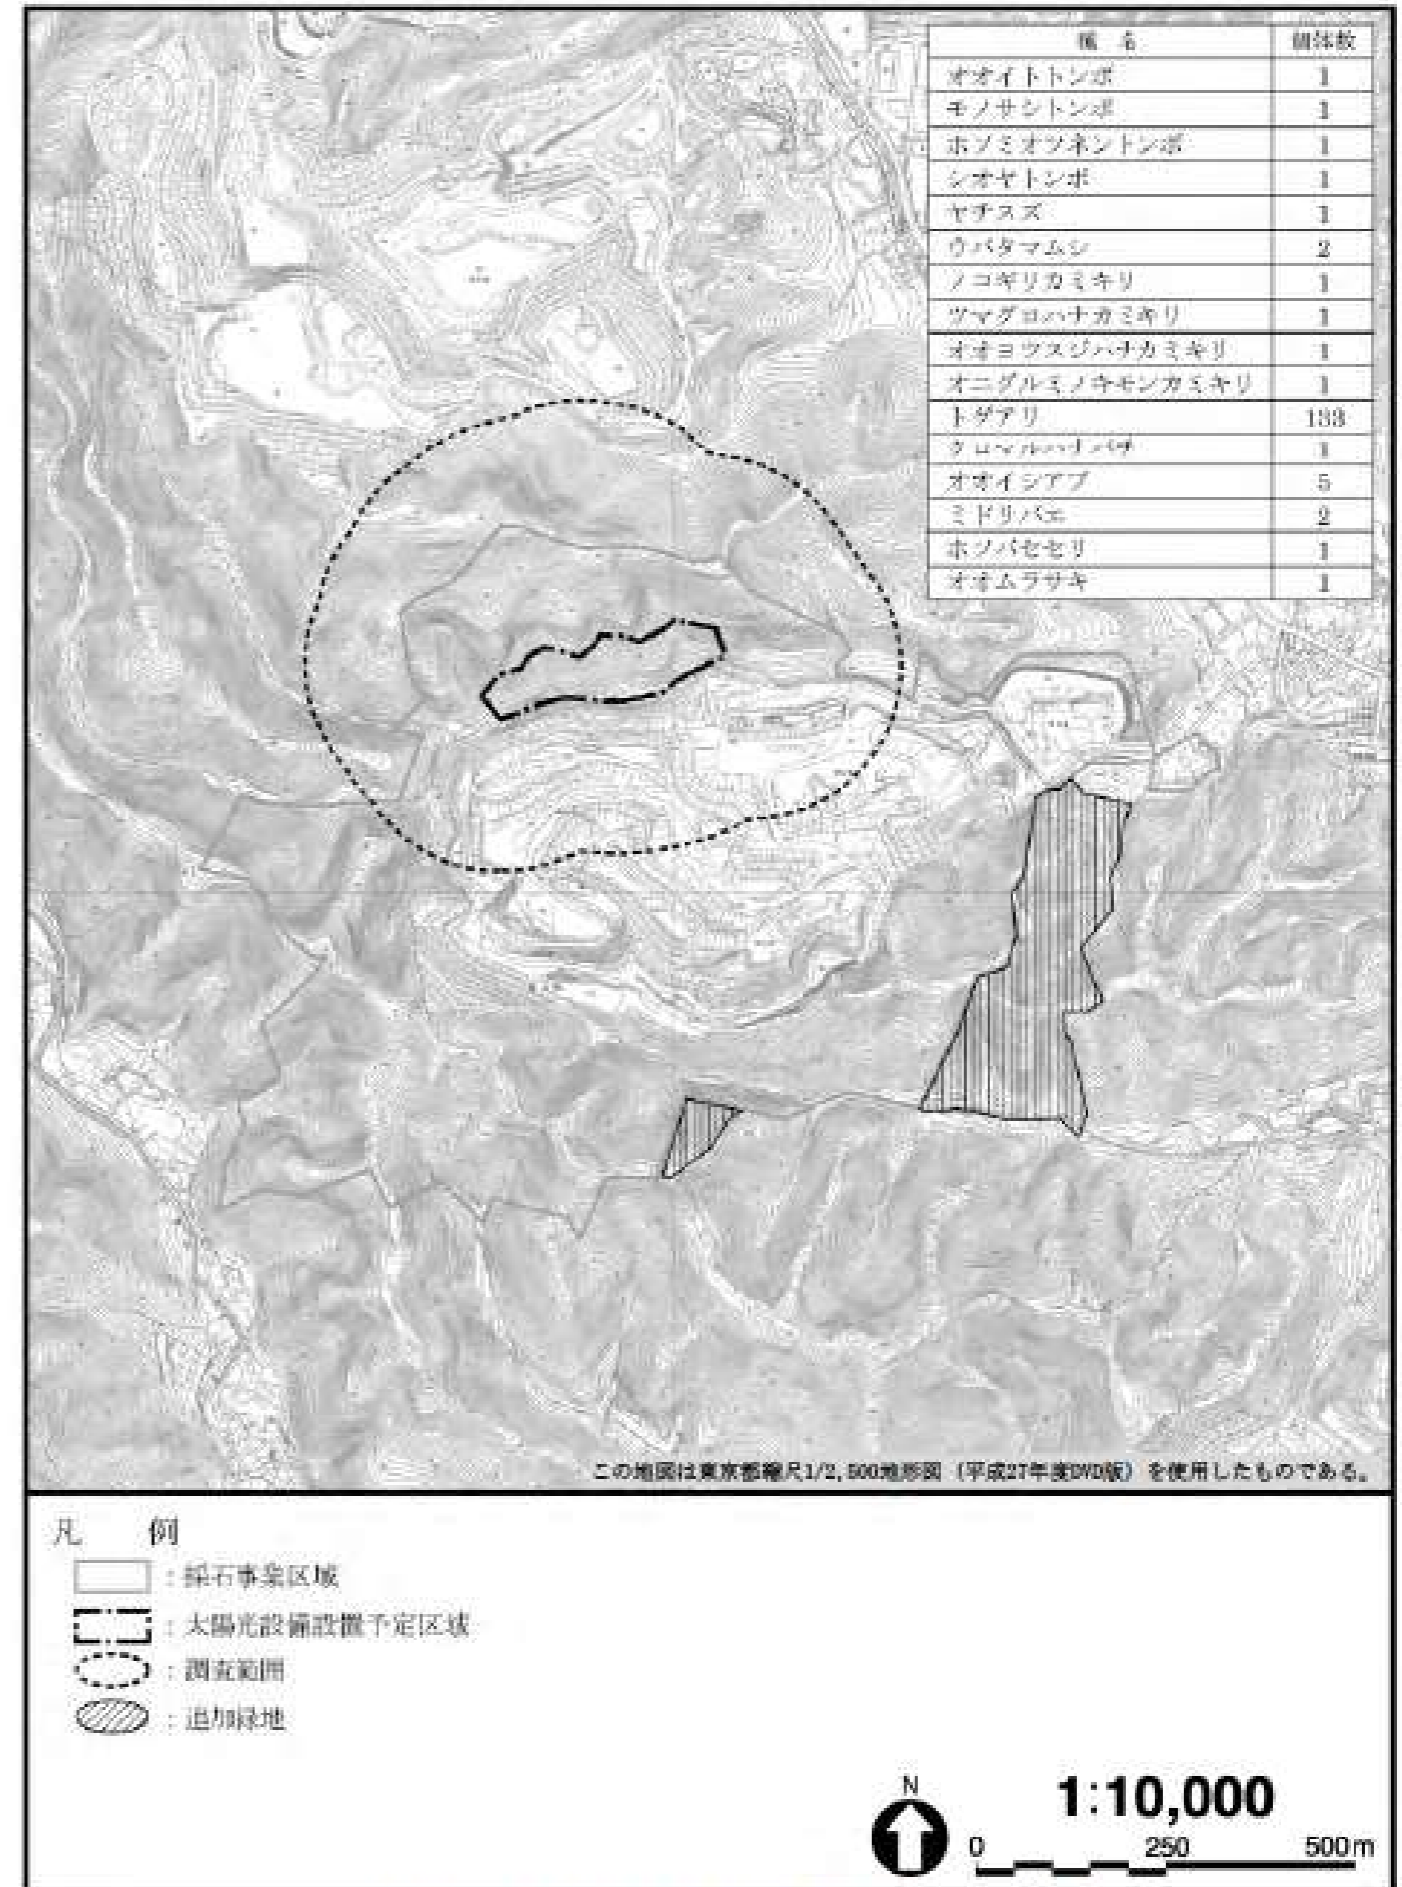 種 名 個体数
オオイトトンボ 1
モノサシトンボ 1
ホソミオツネントンボ 1
シオヤトンボ 1
ヤチスズ 1
ウバタマムシ 2
ノコギリカミキリ 1
ツマグロハナカミキリ 1
オオヨツスジハナカミキリ 1
オニグルミノキモンカミキリ 1
トゲアリ 133
クロマルハナバチ 1
オオイシアブ 5
ミドリバエ 2
ホソバセセリ 1
オオムラサキ 1
この地図は東京都縮尺1/2,500地形図（平成27年度DVD版）を使用したものである。
凡 例
：採石事業区域
：太陽光設備設置予定区域
：調査範囲
：追加緑地
N
1:10,000
0 250 500m